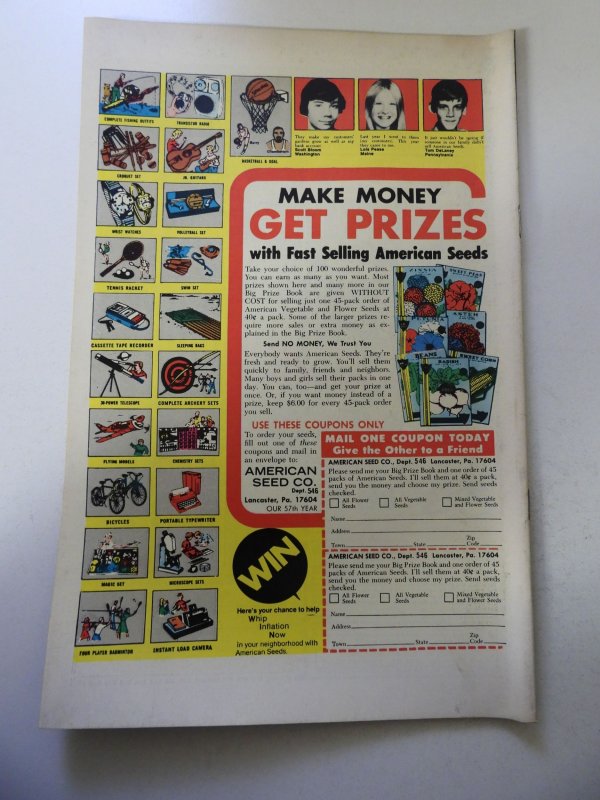 COMPLETE FISHING OUTFITS
TRANSISTOR RADIO
BASKETBALL & GOAL
They make my customers'
gardens grow as well as my
bank account.
Scott Bloom
Washington
Last year I went to them
(my customers). This year
they came to me.
Lois Pease
Maine
It just wouldn't be spring if
someone in our family didn't
sell American Seeds.
Tom DeLaney
Pennsylvania
CROQUET SET
JR. GUITARS
WRIST WATCHES
VOLLEYBALL SET
TENNIS RACKET
SWIM SET
CASSETTE TAPE RECORDER
SLEEPING BAGS
30-POWER TELESCOPE
COMPLETE ARCHERY SETS
FLYING MODELS
CHEMISTRY SETS
BICYCLES
PORTABLE TYPEWRITER
MAGIC SET
MICROSCOPE SETS
FOUR PLAYER BADMINTON
INSTANT LOAD CAMERA
MAKE MONEY
GET PRIZES
with Fast Selling American Seeds
Take your choice of 100 wonderful prizes.
You can earn as many as you want. Most
prizes shown here and many more in our
Big Prize Book are given WITHOUT
COST for selling just one 45-pack order of
American Vegetable and Flower Seeds at
40¢ a pack. Some of the larger prizes re-
quire more sales or extra money as ex-
plained in the Big Prize Book.
Send NO MONEY, We Trust You
Everybody wants American Seeds. They're
fresh and ready to grow. You'll sell them
quickly to family, friends and neighbors.
Many boys and girls sell their packs in one
day. You, can, too—and get your prize at
once. Or, if you want money instead of a
prize, keep $6.00 for every 45-pack order
you sell.
ZINNIA
SWEET PEAS
ASTER
BEANS
RADISH
SWEET CORN
USE THESE COUPONS ONLY
To order your seeds,
fill out one of these
coupons and mail in
an envelope to:
AMERICAN
SEED CO.
Dept. 546
Lancaster, Pa. 17604
OUR 57th YEAR
MAIL ONE COUPON TODAY
Give the Other to a Friend
AMERICAN SEED CO., Dept. 546 Lancaster, Pa. 17604
Please send me your Big Prize Book and one order of 45
packs of American Seeds. I'll sell them at 40¢ a pack,
send you the money and choose my prize. Send seeds
checked.
All Flower
Seeds
All Vegetable
Seeds
Mixed Vegetable
and Flower Seeds
Name
Address
Town State Zip Code
AMERICAN SEED CO., Dept. 546 Lancaster, Pa. 17604
Please send me your Big Prize Book and one order of 45
packs of American Seeds. I'll sell them at 40¢ a pack,
send you the money and choose my prize. Send seeds
checked.
All Flower
Seeds
All Vegetable
Seeds
Mixed Vegetable
and Flower Seeds
Name
Address
Town State Zip Code
WIN
Here's your chance to help
Whip
Inflation
Now
in your neighborhood with
American Seeds.